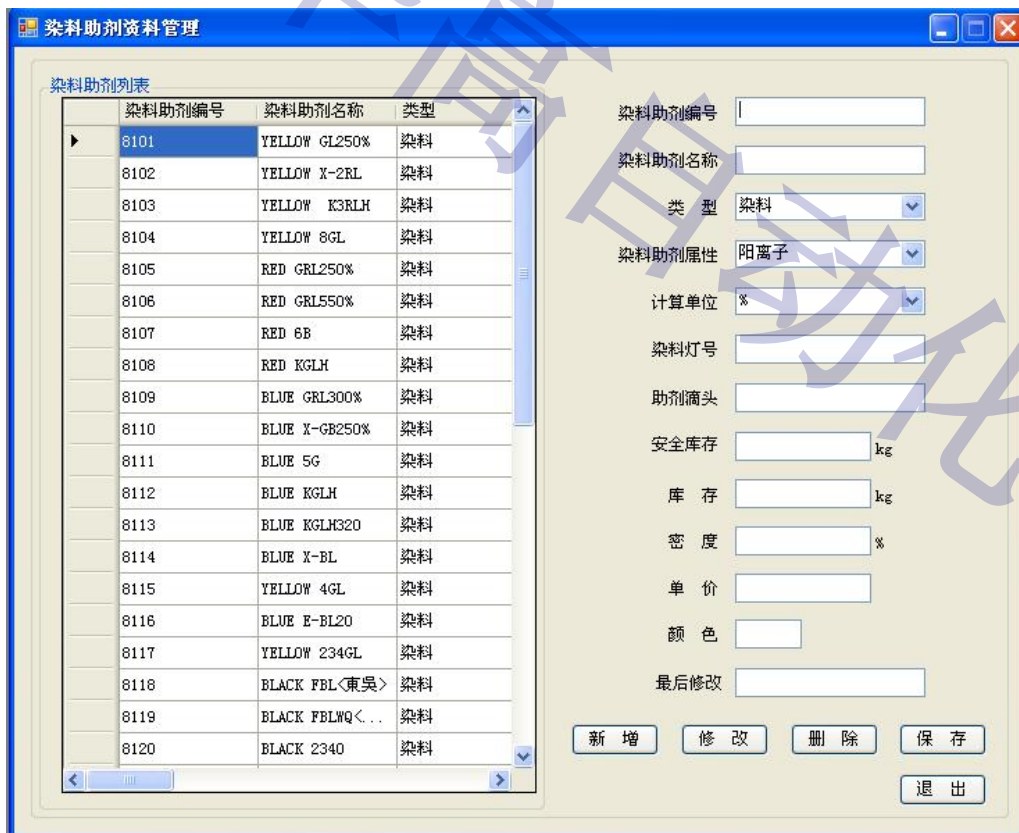 染料助剂资料管理
染料助剂列表
染料助剂编号 染料助剂名称 类型
8101 YELLOW GL250% 染料
8102 YELLOW X-2RL 染料
8103 YELLOW K3RLH 染料
8104 YELLOW 8GL 染料
8105 RED GRL250% 染料
8106 RED GRL550% 染料
8107 RED 6B 染料
8108 RED KGLH 染料
8109 BLUE GRL300% 染料
8110 BLUE X-GB250% 染料
8111 BLUE 5G 染料
8112 BLUE KGLH 染料
8113 BLUE KGLH320 染料
8114 BLUE X-BL 染料
8115 YELLOW 4GL 染料
8116 BLUE E-BL20 染料
8117 YELLOW 234GL 染料
8118 BLACK FBL<東吳> 染料
8119 BLACK FBLWQ<... 染料
8120 BLACK 2340 染料
染料助剂编号
染料助剂名称
类 型 染料
染料助剂属性 阳离子
计算单位 %
染料灯号
助剂滴头
安全库存 kg
库 存 kg
密 度 %
单 价
颜 色
最后修改
新 增 修 改 删 除 保 存
退 出
高自动化